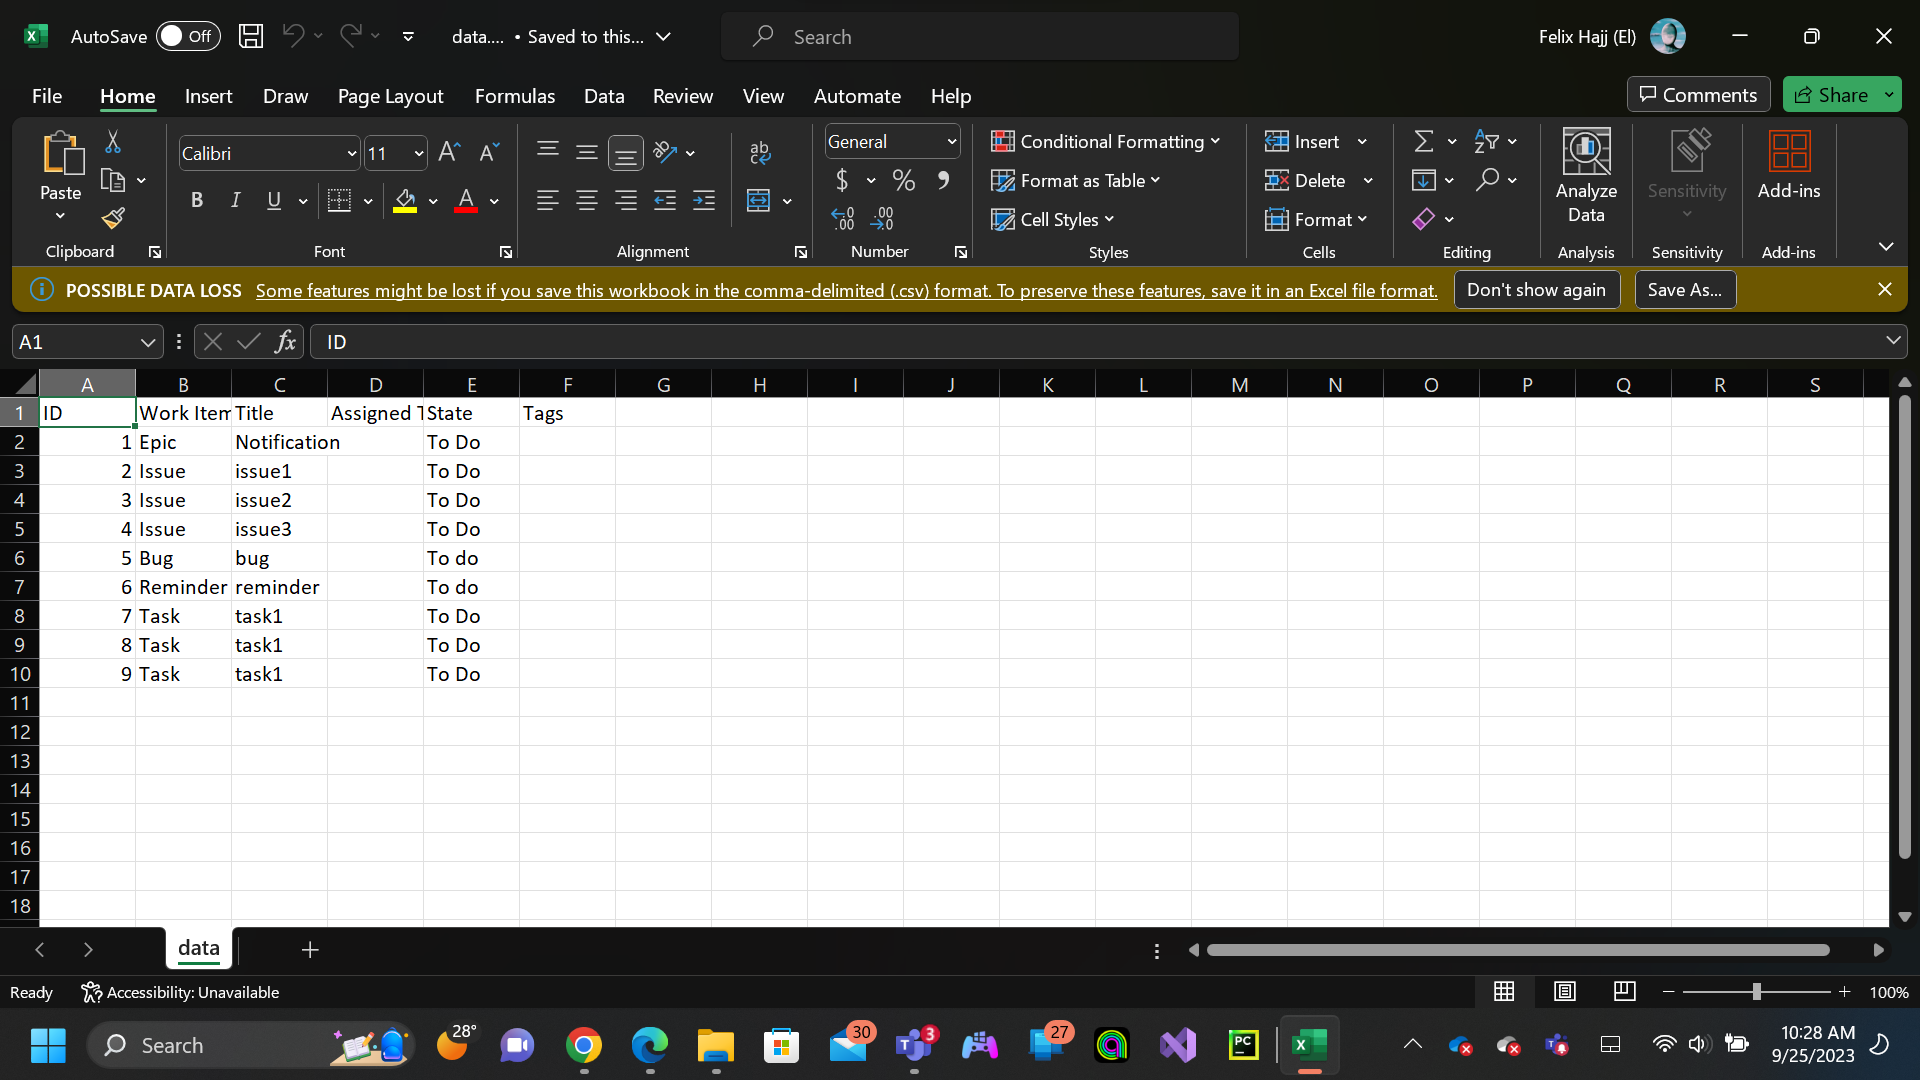 AutoSave Off data.... • Saved to this... Search Felix Hajj (El)
File Home Insert Draw Page Layout Formulas Data Review View Automate Help Comments Share
Paste Calibri 11 General Conditional Formatting Insert
B I U $ % Format as Table Delete Analyze Data Sensitivity Add-ins
Cell Styles Format
Clipboard Font Alignment Number Styles Cells Editing Analysis Sensitivity Add-ins
POSSIBLE DATA LOSS Some features might be lost if you save this workbook in the comma-delimited (.csv) format. To preserve these features, save it in an Excel file format. Don't show again Save As...
A1 fx ID
A B C D E F G H I J K L M N O P Q R S
1 ID Work Item Title Assigned T State Tags
2 1 Epic Notification To Do
3 2 Issue issue1 To Do
4 3 Issue issue2 To Do
5 4 Issue issue3 To Do
6 5 Bug bug To do
7 6 Reminder reminder To do
8 7 Task task1 To Do
9 8 Task task1 To Do
10 9 Task task1 To Do
11
12
13
14
15
16
17
18
data
Ready Accessibility: Unavailable 100%
Search 28° 30 3 27 PC 10:28 AM
9/25/2023